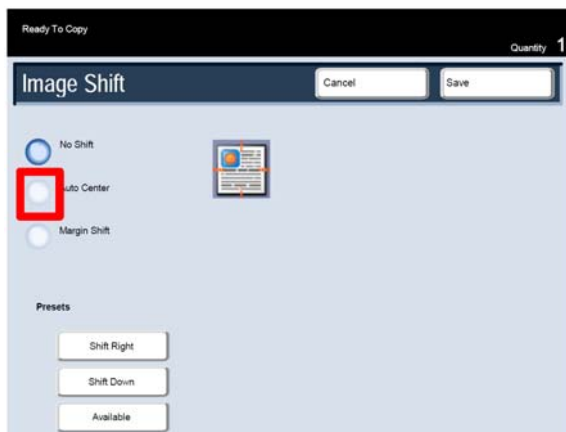 Ready To Copy
Quantity 1
Image Shift
Cancel
Save
No Shift
Auto Center
Margin Shift
Presets
Shift Right
Shift Down
Available